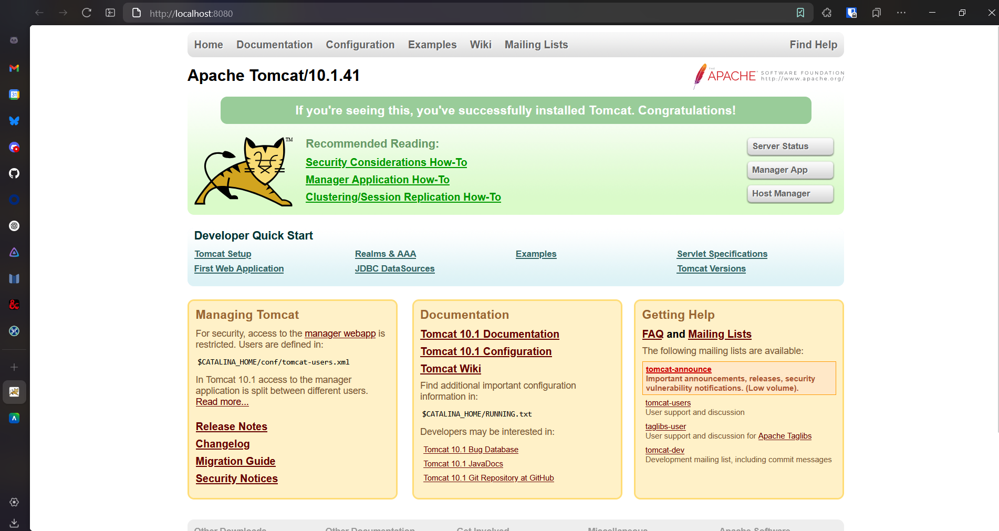 http://localhost:8080
31
Home Documentation Configuration Examples Wiki Mailing Lists Find Help
Apache Tomcat/10.1.41
THE APACHE SOFTWARE FOUNDATION
http://www.apache.org/
If you're seeing this, you've successfully installed Tomcat. Congratulations!
TM
Recommended Reading:
Security Considerations How-To
Manager Application How-To
Clustering/Session Replication How-To
Server Status
Manager App
Host Manager
Developer Quick Start
Tomcat Setup
First Web Application
Realms & AAA
JDBC DataSources
Examples
Servlet Specifications
Tomcat Versions
Managing Tomcat
For security, access to the manager webapp is
restricted. Users are defined in:
$CATALINA_HOME/conf/tomcat-users.xml
In Tomcat 10.1 access to the manager
application is split between different users.
Read more...
Release Notes
Changelog
Migration Guide
Security Notices
Documentation
Tomcat 10.1 Documentation
Tomcat 10.1 Configuration
Tomcat Wiki
Find additional important configuration
information in:
$CATALINA_HOME/RUNNING.txt
Developers may be interested in:
Tomcat 10.1 Bug Database
Tomcat 10.1 JavaDocs
Tomcat 10.1 Git Repository at GitHub
Getting Help
FAQ and Mailing Lists
The following mailing lists are available:
tomcat-announce
Important announcements, releases, security
vulnerability notifications. (Low volume).
tomcat-users
User support and discussion
taglibs-user
User support and discussion for Apache Taglibs
tomcat-dev
Development mailing list, including commit messages
Other Downloads Other Documentation Get Involved Miscellaneous Apache Software